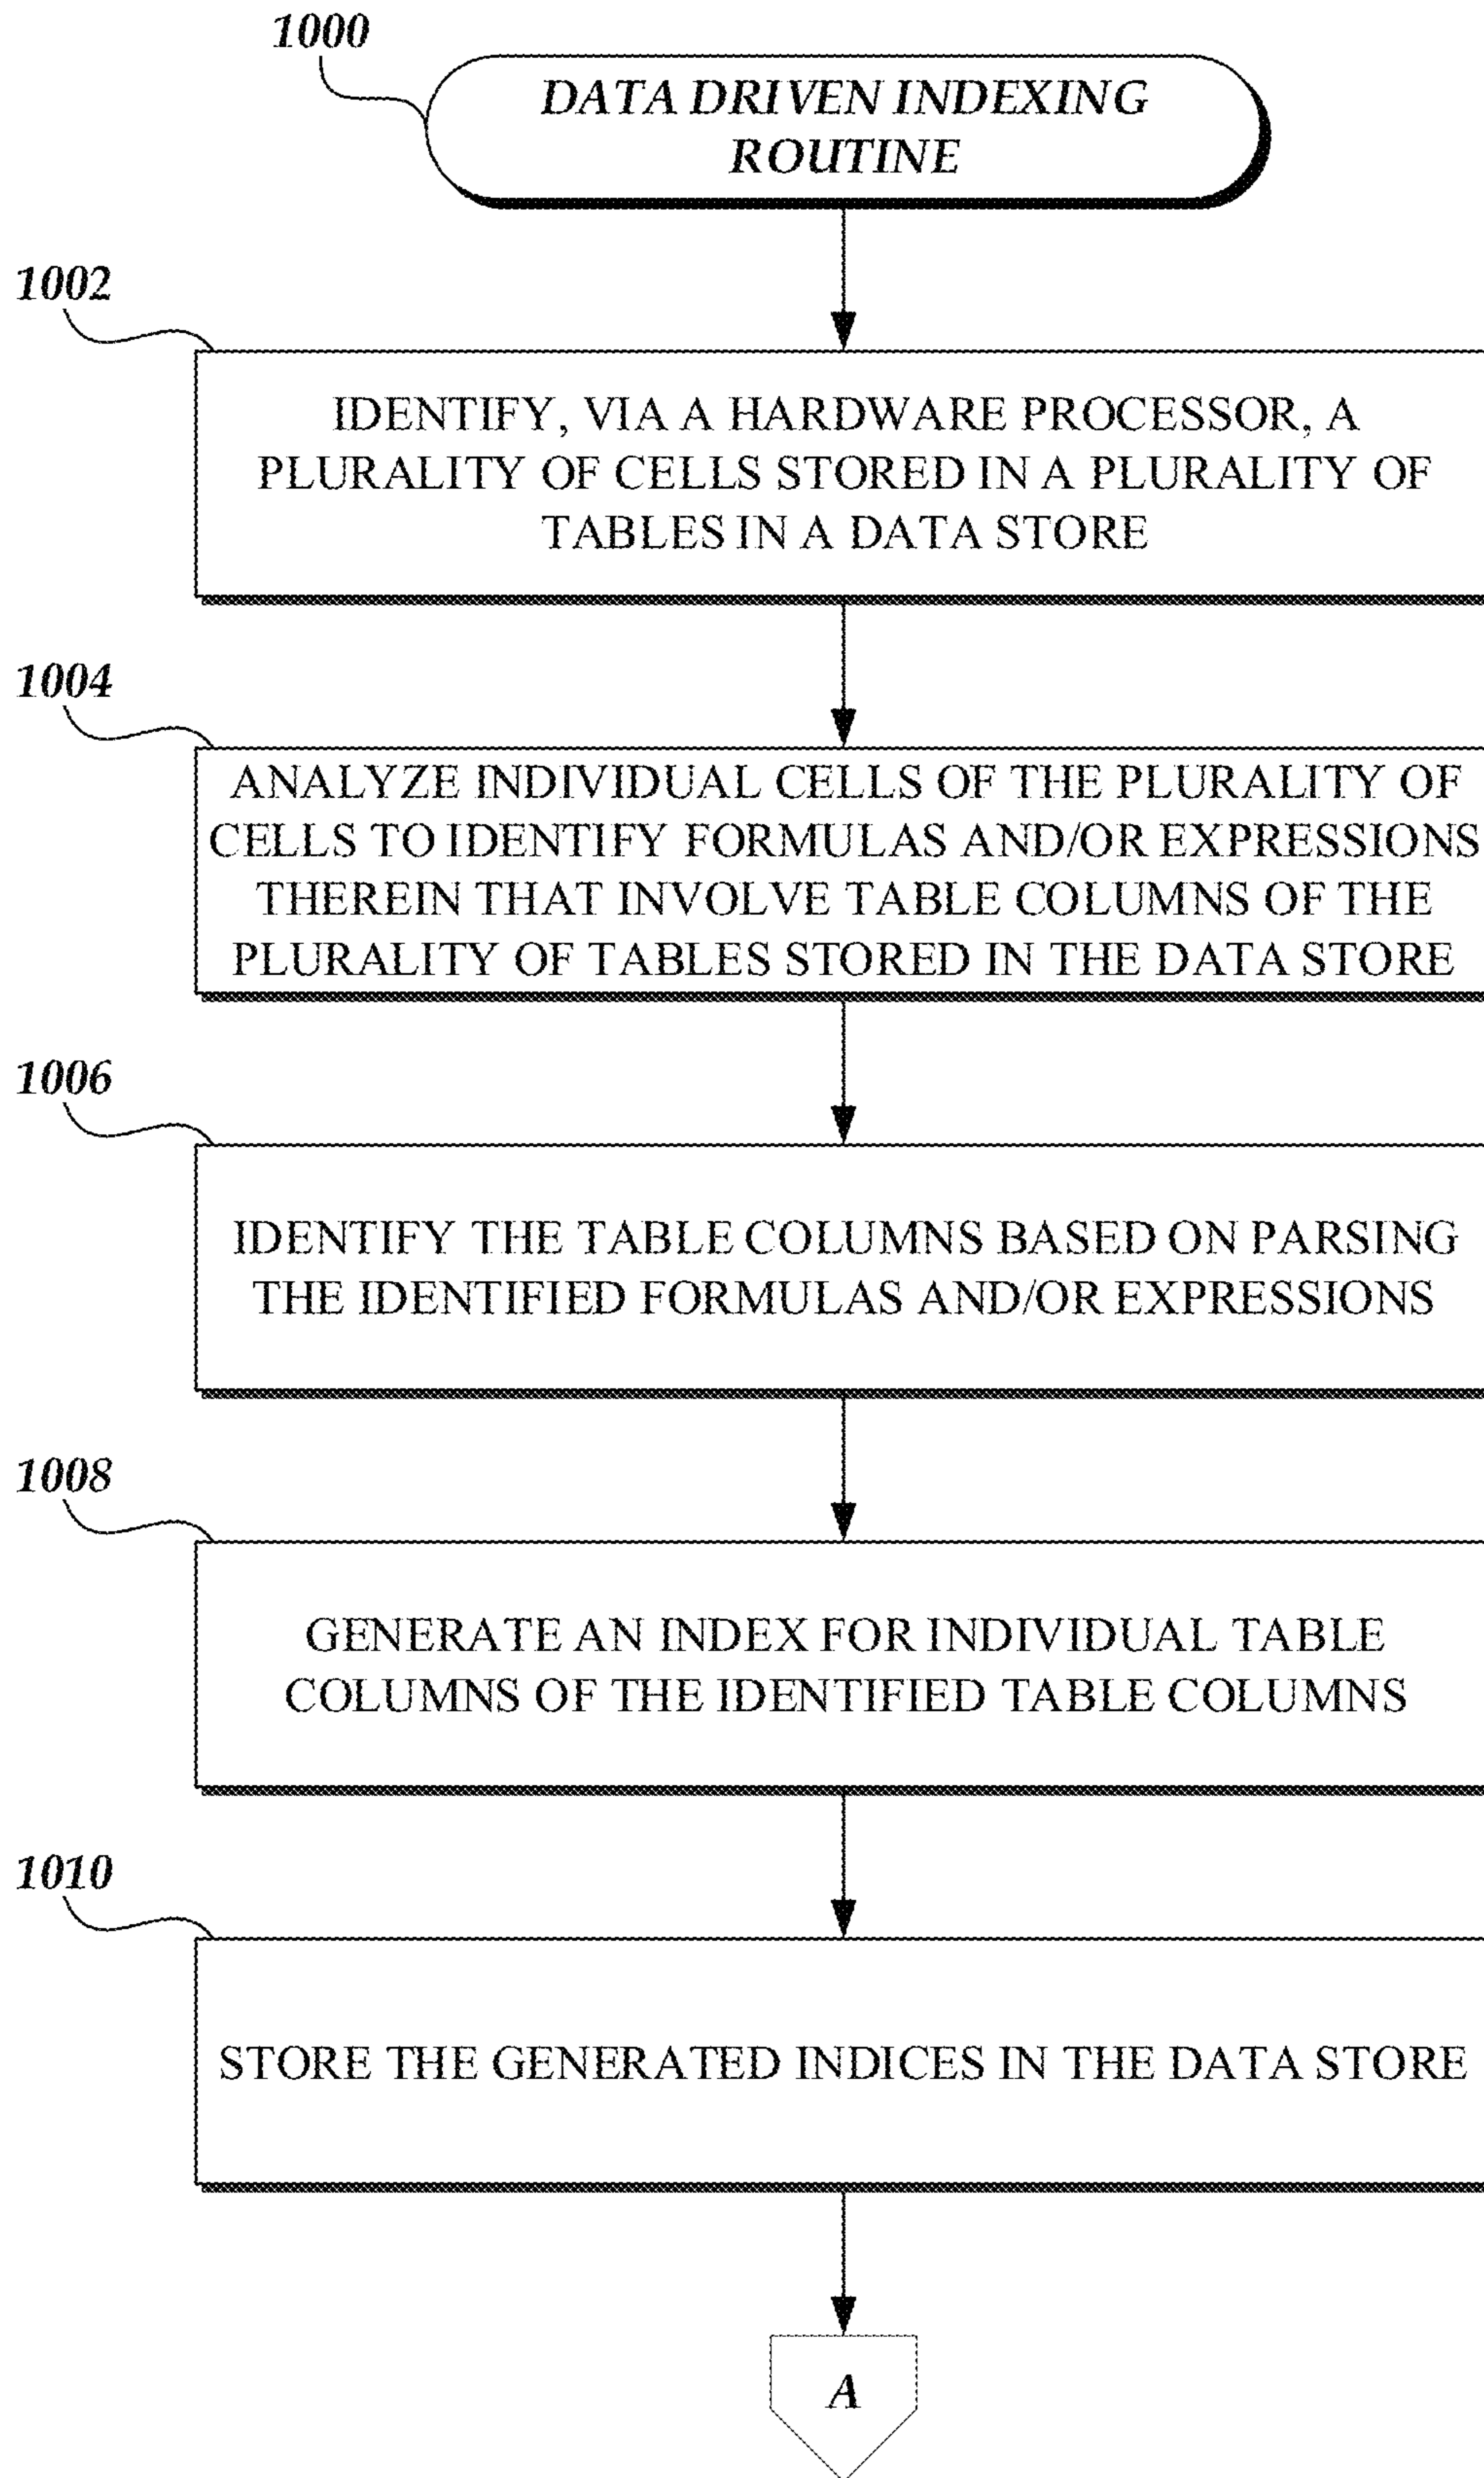 1000
DATA DRIVEN INDEXING
ROUTINE
1002
IDENTIFY, VIA A HARDWARE PROCESSOR, A
PLURALITY OF CELLS STORED IN A PLURALITY OF
TABLES IN A DATA STORE
1004
ANALYZE INDIVIDUAL CELLS OF THE PLURALITY OF
CELLS TO IDENTIFY FORMULAS AND/OR EXPRESSIONS
THEREIN THAT INVOLVE TABLE COLUMNS OF THE
PLURALITY OF TABLES STORED IN THE DATA STORE
1006
IDENTIFY THE TABLE COLUMNS BASED ON PARSING
THE IDENTIFIED FORMULAS AND/OR EXPRESSIONS
1008
GENERATE AN INDEX FOR INDIVIDUAL TABLE
COLUMNS OF THE IDENTIFIED TABLE COLUMNS
1010
STORE THE GENERATED INDICES IN THE DATA STORE
A